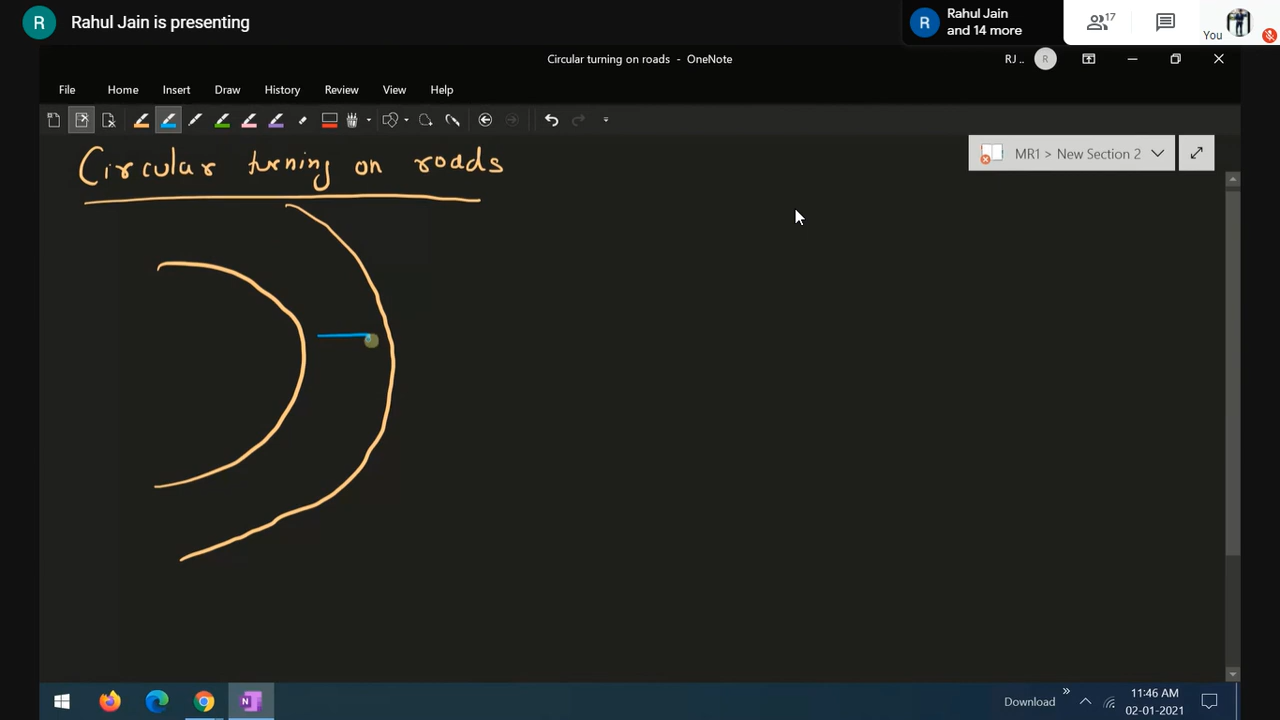 R Rahul Jain is presenting
R Rahul Jain
and 14 more
17
You
Circular turning on roads - OneNote
RJ ..
R
File Home Insert Draw History Review View Help
MR1 > New Section 2
Circular turning on roads
Download
11:46 AM
02-01-2021